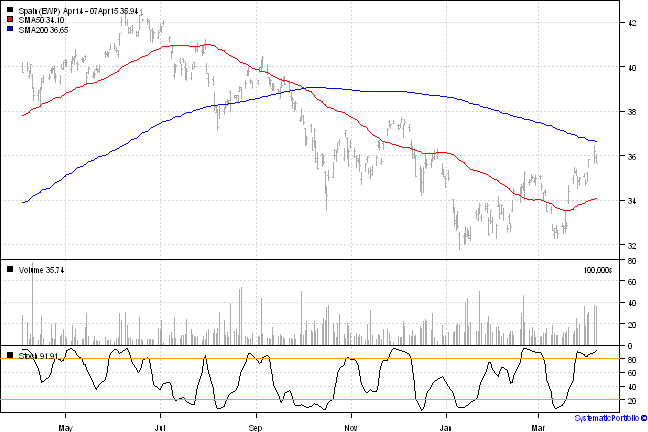 Spain (EWP) Apr14 - 07Apr15 35.94
SMA50 34.10
SMA200 36.65
42
40
38
36
34
32
Volume 35.74
100,000s
80
60
40
20
0
Stoch 91.91
80
60
40
20
May Jul Sep Nov Jan Mar
SystematicPortfolio ©